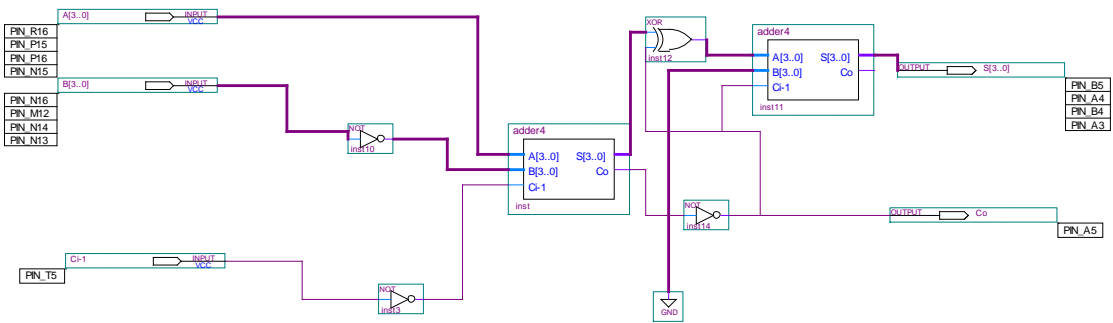 A[3..0]
INPUT
VCC
PIN_R16
PIN_P15
PIN_P16
PIN_N15
B[3..0]
INPUT
VCC
PIN_N16
PIN_M12
PIN_N14
PIN_N13
NOT
inst10
adder4
A[3..0] S[3..0]
B[3..0] Co
Ci-1
inst
XOR
inst12
adder4
A[3..0] S[3..0]
B[3..0] Co
Ci-1
inst11
OUTPUT
S[3..0]
PIN_B5
PIN_A4
PIN_B4
PIN_A3
NOT
inst14
OUTPUT
Co
PIN_A5
Ci-1
INPUT
VCC
PIN_T5
NOT
inst3
GND